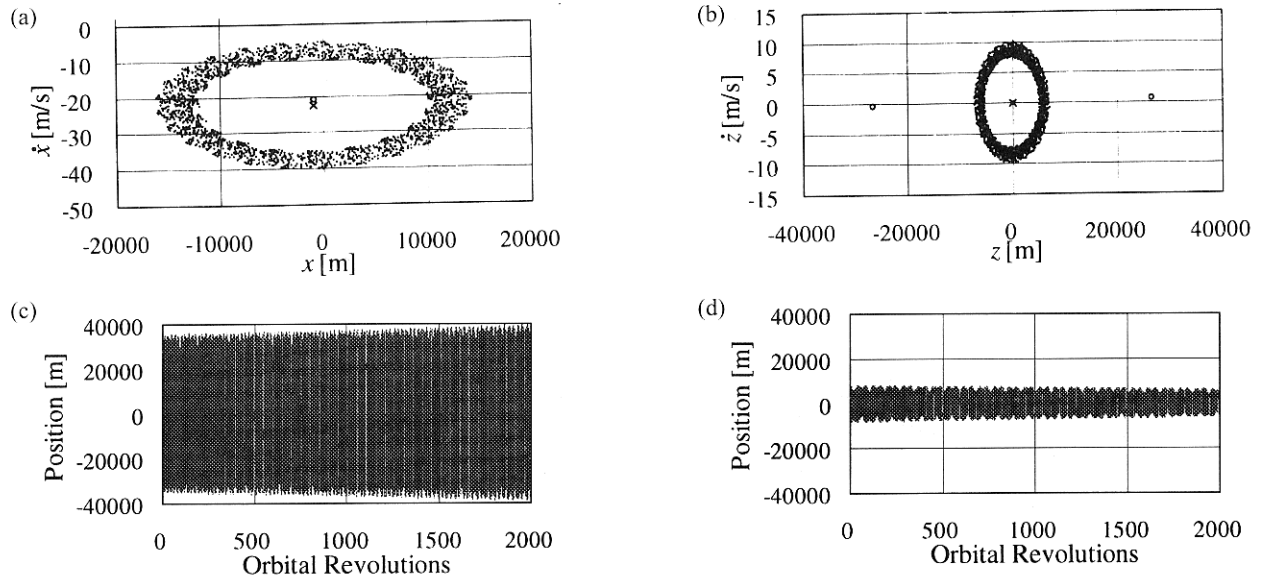 (a)
0
-10
-20
-30
-40
-50
ẋ [m/s]
-20000 -10000 0 10000 20000
x [m]
(b)
15
10
5
0
-5
-10
-15
ż [m/s]
-40000 -20000 0 20000 40000
z [m]
(c)
40000
20000
0
-20000
-40000
Position [m]
0 500 1000 1500 2000
Orbital Revolutions
(d)
40000
20000
0
-20000
-40000
Position [m]
0 500 1000 1500 2000
Orbital Revolutions